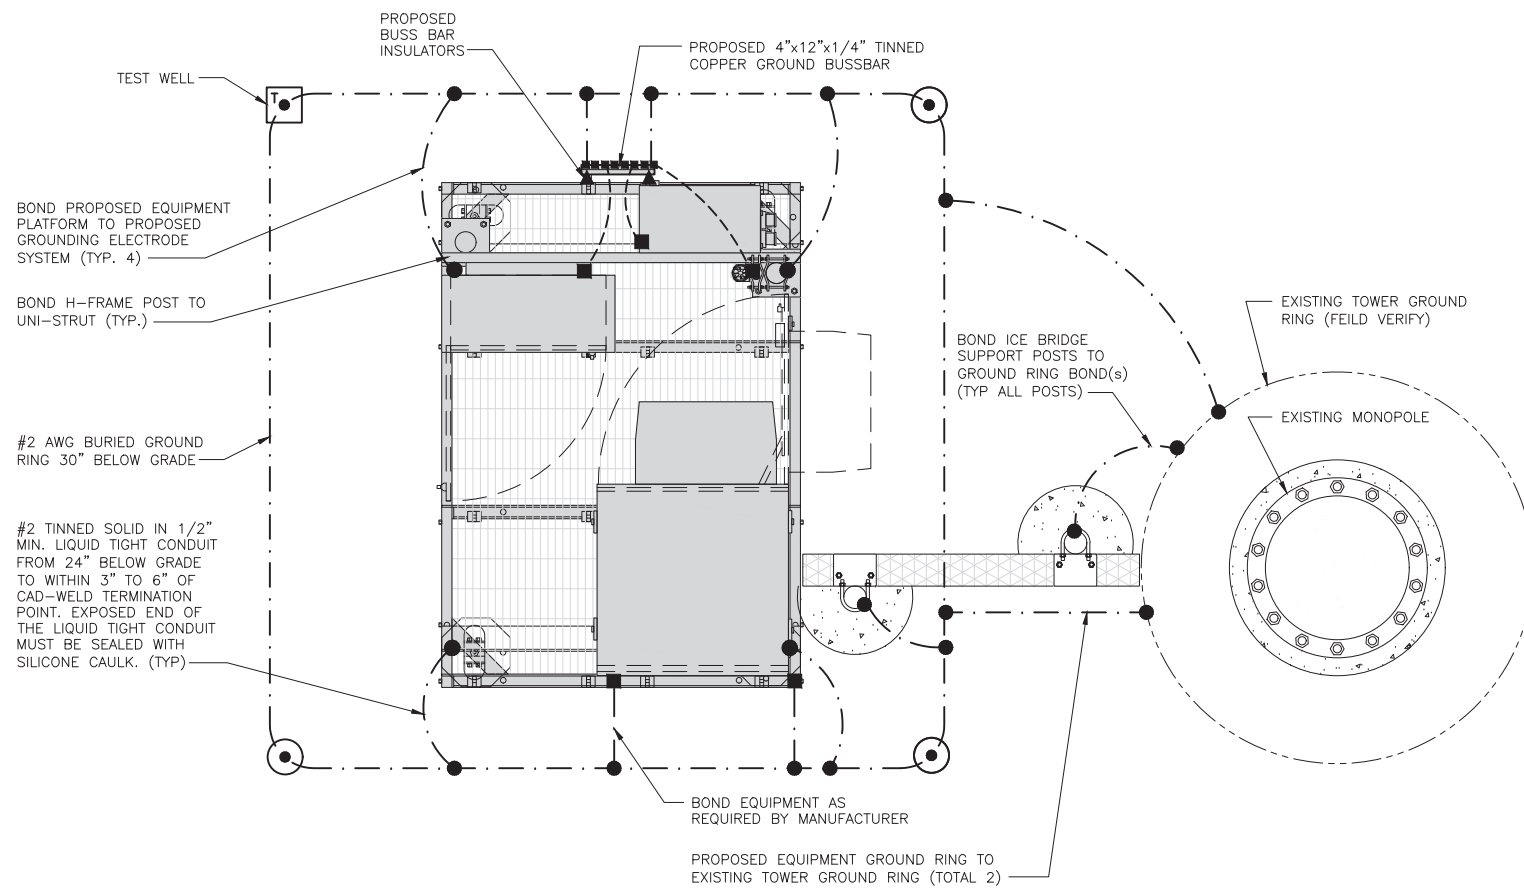 PROPOSED
BUSS BAR
INSULATORS
PROPOSED 4"x12"x1/4" TINNED
COPPER GROUND BUSSBAR
TEST WELL
T
BOND PROPOSED EQUIPMENT
PLATFORM TO PROPOSED
GROUNDING ELECTRODE
SYSTEM (TYP. 4)
BOND H-FRAME POST TO
UNI-STRUT (TYP.)
EXISTING TOWER GROUND
RING (FEILD VERIFY)
BOND ICE BRIDGE
SUPPORT POSTS TO
GROUND RING BOND(s)
(TYP ALL POSTS)
EXISTING MONOPOLE
#2 AWG BURIED GROUND
RING 30" BELOW GRADE
#2 TINNED SOLID IN 1/2"
MIN. LIQUID TIGHT CONDUIT
FROM 24" BELOW GRADE
TO WITHIN 3" TO 6" OF
CAD-WELD TERMINATION
POINT. EXPOSED END OF
THE LIQUID TIGHT CONDUIT
MUST BE SEALED WITH
SILICONE CAULK. (TYP)
BOND EQUIPMENT AS
REQUIRED BY MANUFACTURER
PROPOSED EQUIPMENT GROUND RING TO
EXISTING TOWER GROUND RING (TOTAL 2)